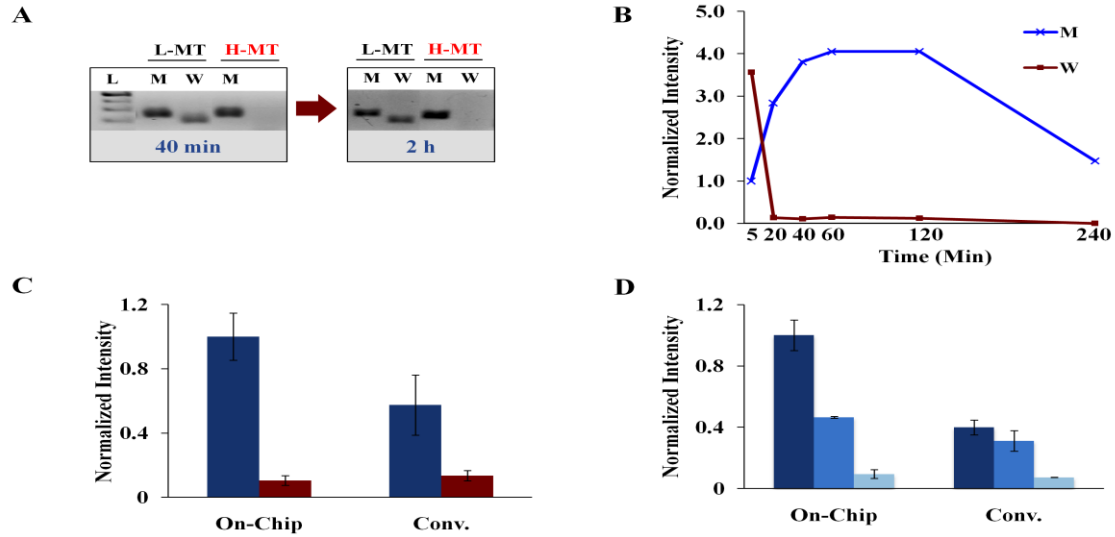 A
L-MT H-MT L-MT H-MT
L M W M M W M W
40 min 2 h
B
Normalized Intensity
5.0
4.0
3.0
2.0
1.0
0.0
5 20 40 60 120 240
Time (Min)
M
W
C
Normalized Intensity
1.2
0.8
0.4
0
On-Chip Conv.
D
Normalized Intensity
1.2
0.8
0.4
0
On-Chip Conv.